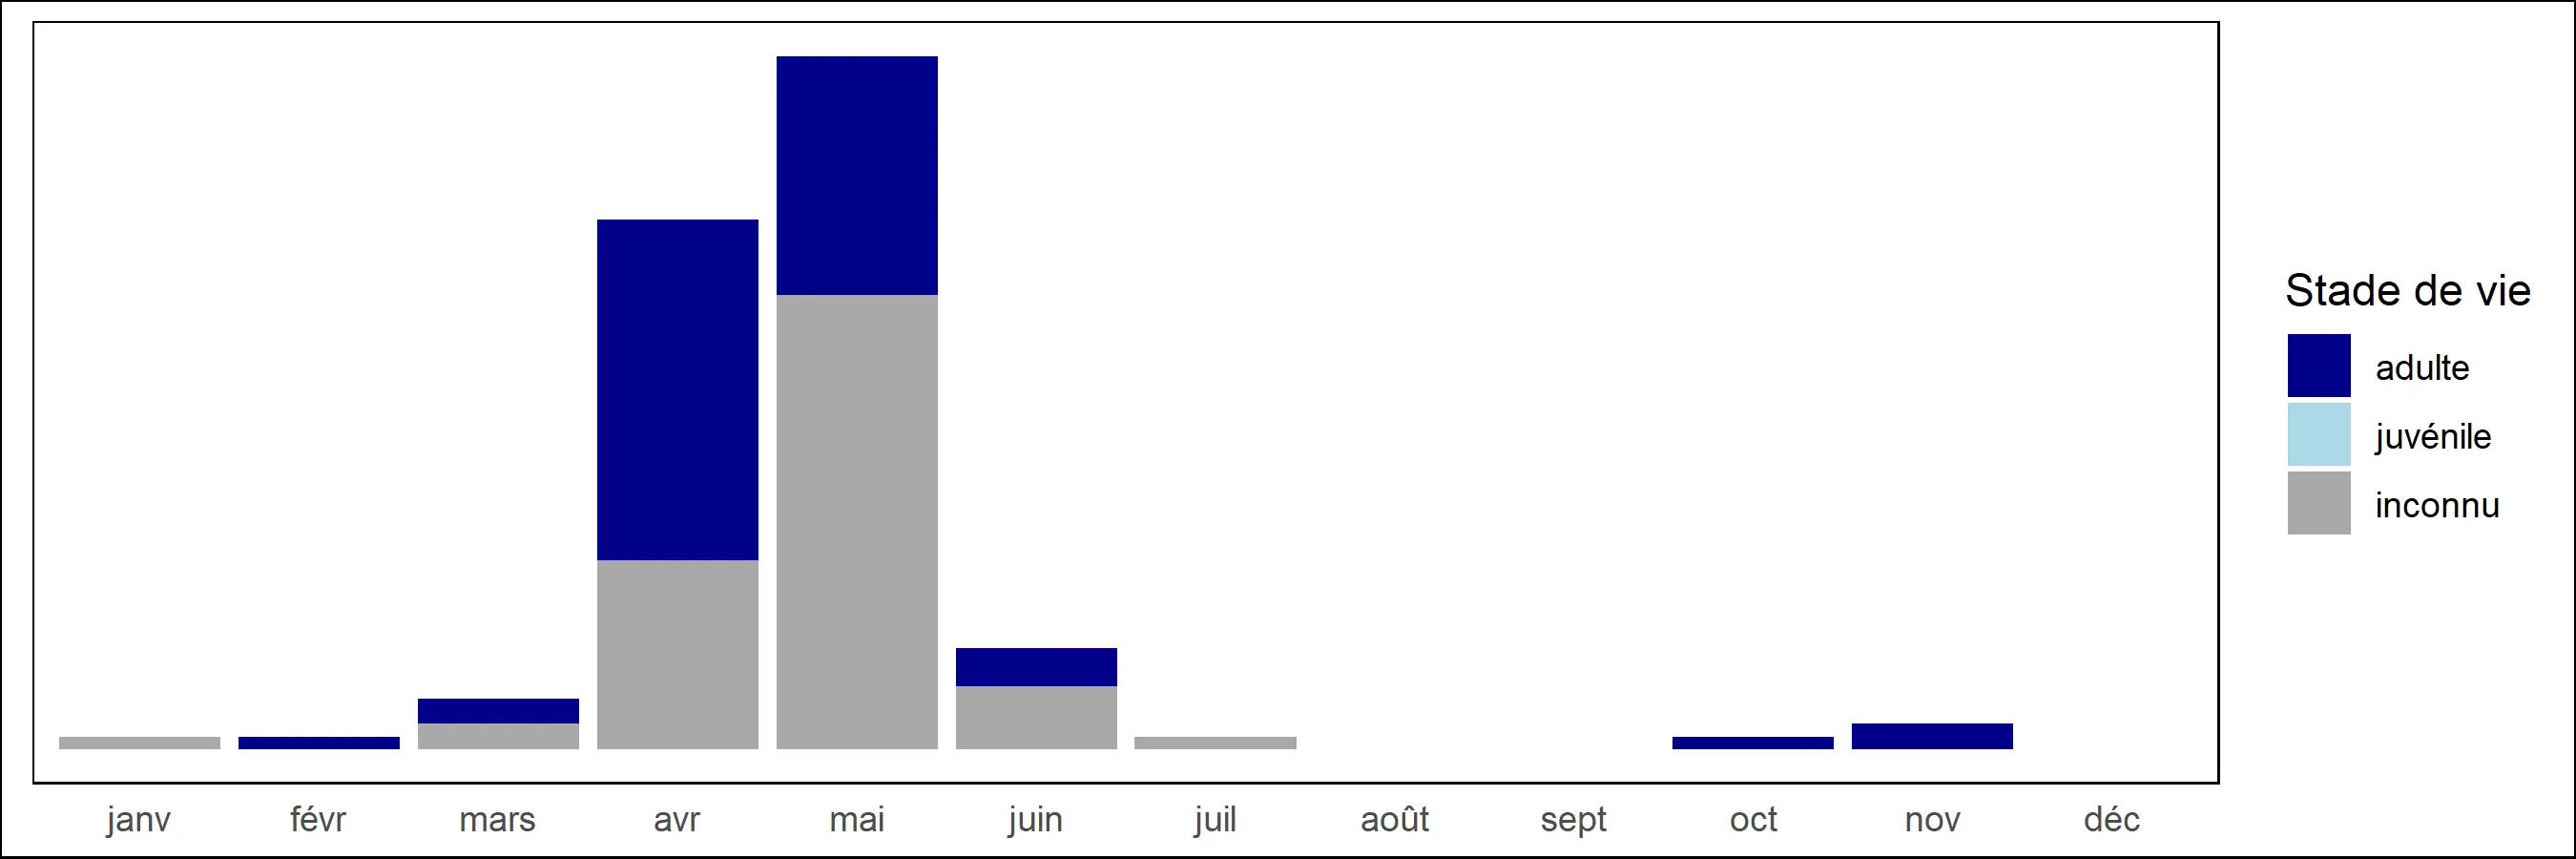 Stade de vie
adulte
juvénile
inconnu
janv févr mars avr mai juin juil août sept oct nov déc